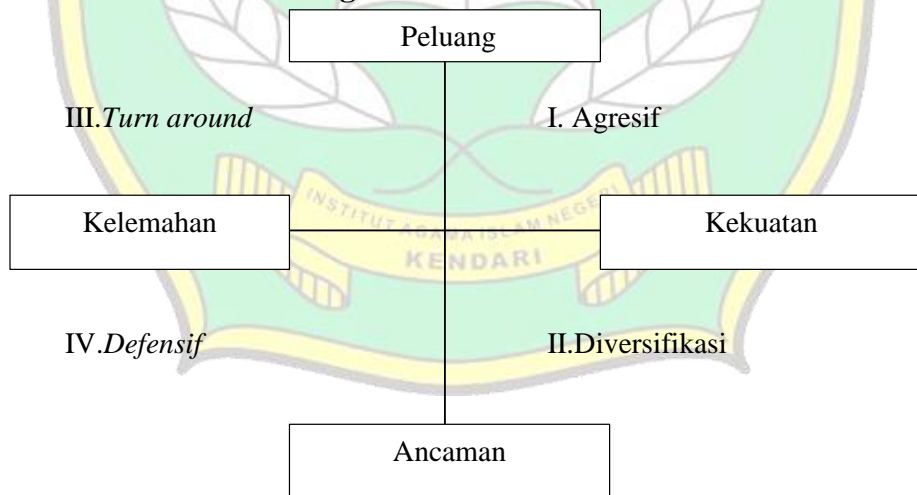 Peluang
III.Turn around
I. Agresif
Kelemahan
Kekuatan
INSTITUT AGAMA ISLAM NEGERI
KENDARI
IV.Defensif
II.Diversifikasi
Ancaman